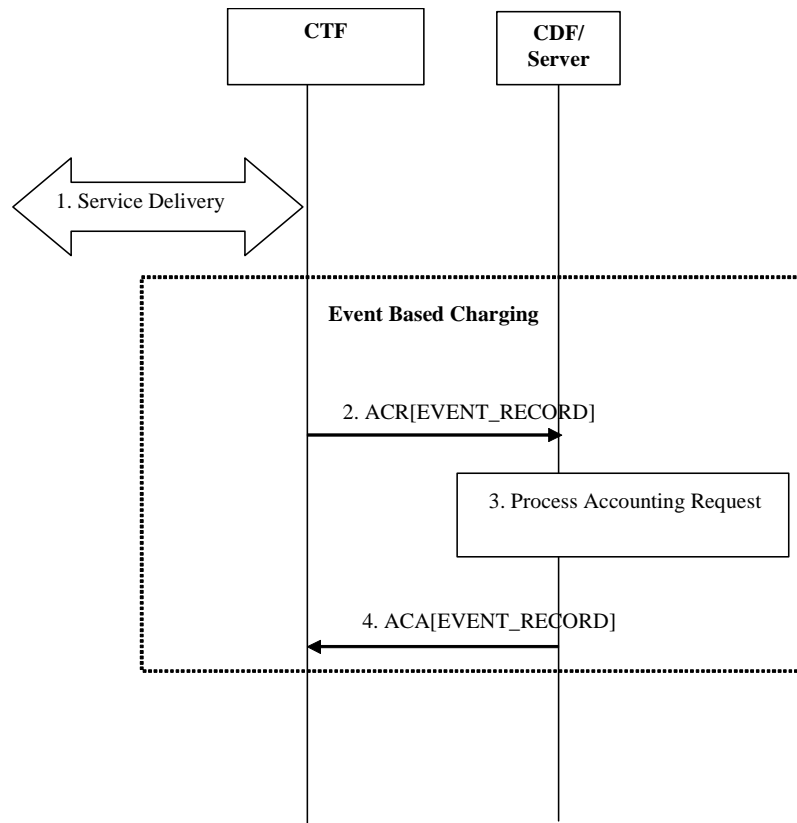 CTF
CDF/
Server
1. Service Delivery
Event Based Charging
2. ACR[EVENT_RECORD]
3. Process Accounting Request
4. ACA[EVENT_RECORD]